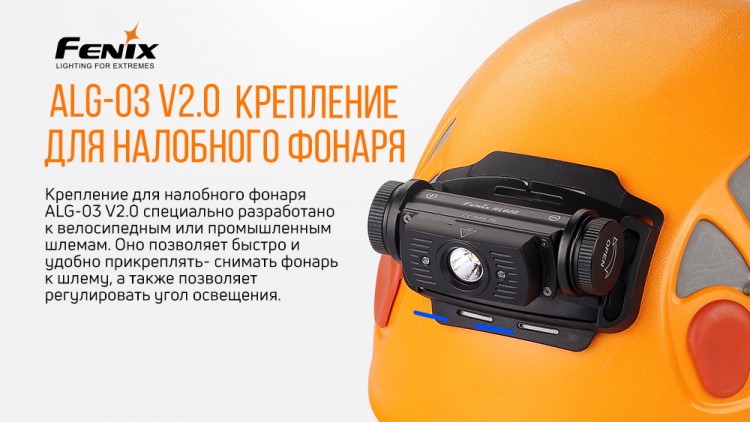 FENIX
LIGHTING FOR EXTREMES
ALG-03 V2.0 КРЕПЛЕНИЕ
ДЛЯ НАЛОБНОГО ФОНАРЯ
Крепление для налобного фонаря
ALG-03 V2.0 специально разработано
к велосипедным или промышленным
шлемам. Оно позволяет быстро и
удобно прикреплять- снимать фонарь
к шлему, а также позволяет
регулировать угол освещения.
Fenix
OPEN